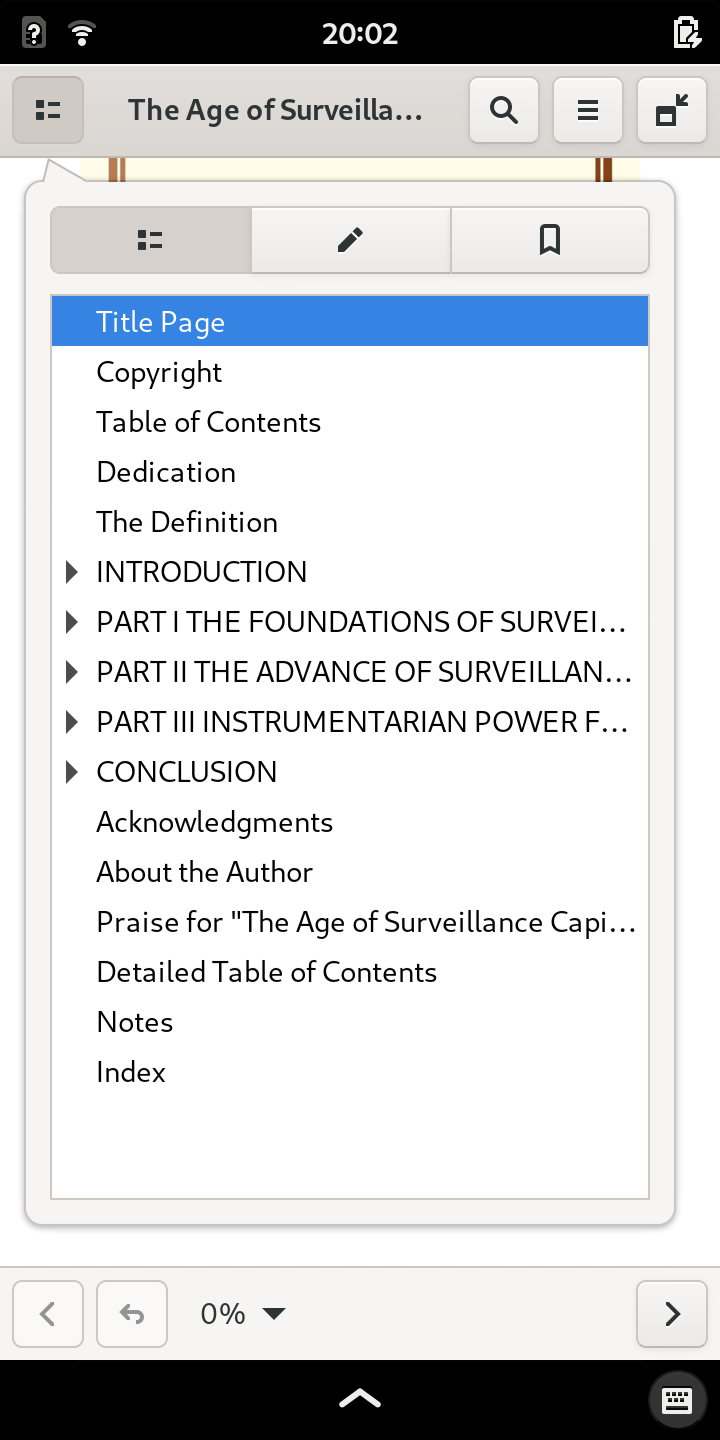 20:02
The Age of Surveilla...
Title Page
Copyright
Table of Contents
Dedication
The Definition
INTRODUCTION
PART I THE FOUNDATIONS OF SURVEI...
PART II THE ADVANCE OF SURVEILLAN...
PART III INSTRUMENTARIAN POWER F...
CONCLUSION
Acknowledgments
About the Author
Praise for "The Age of Surveillance Capi...
Detailed Table of Contents
Notes
Index
0%